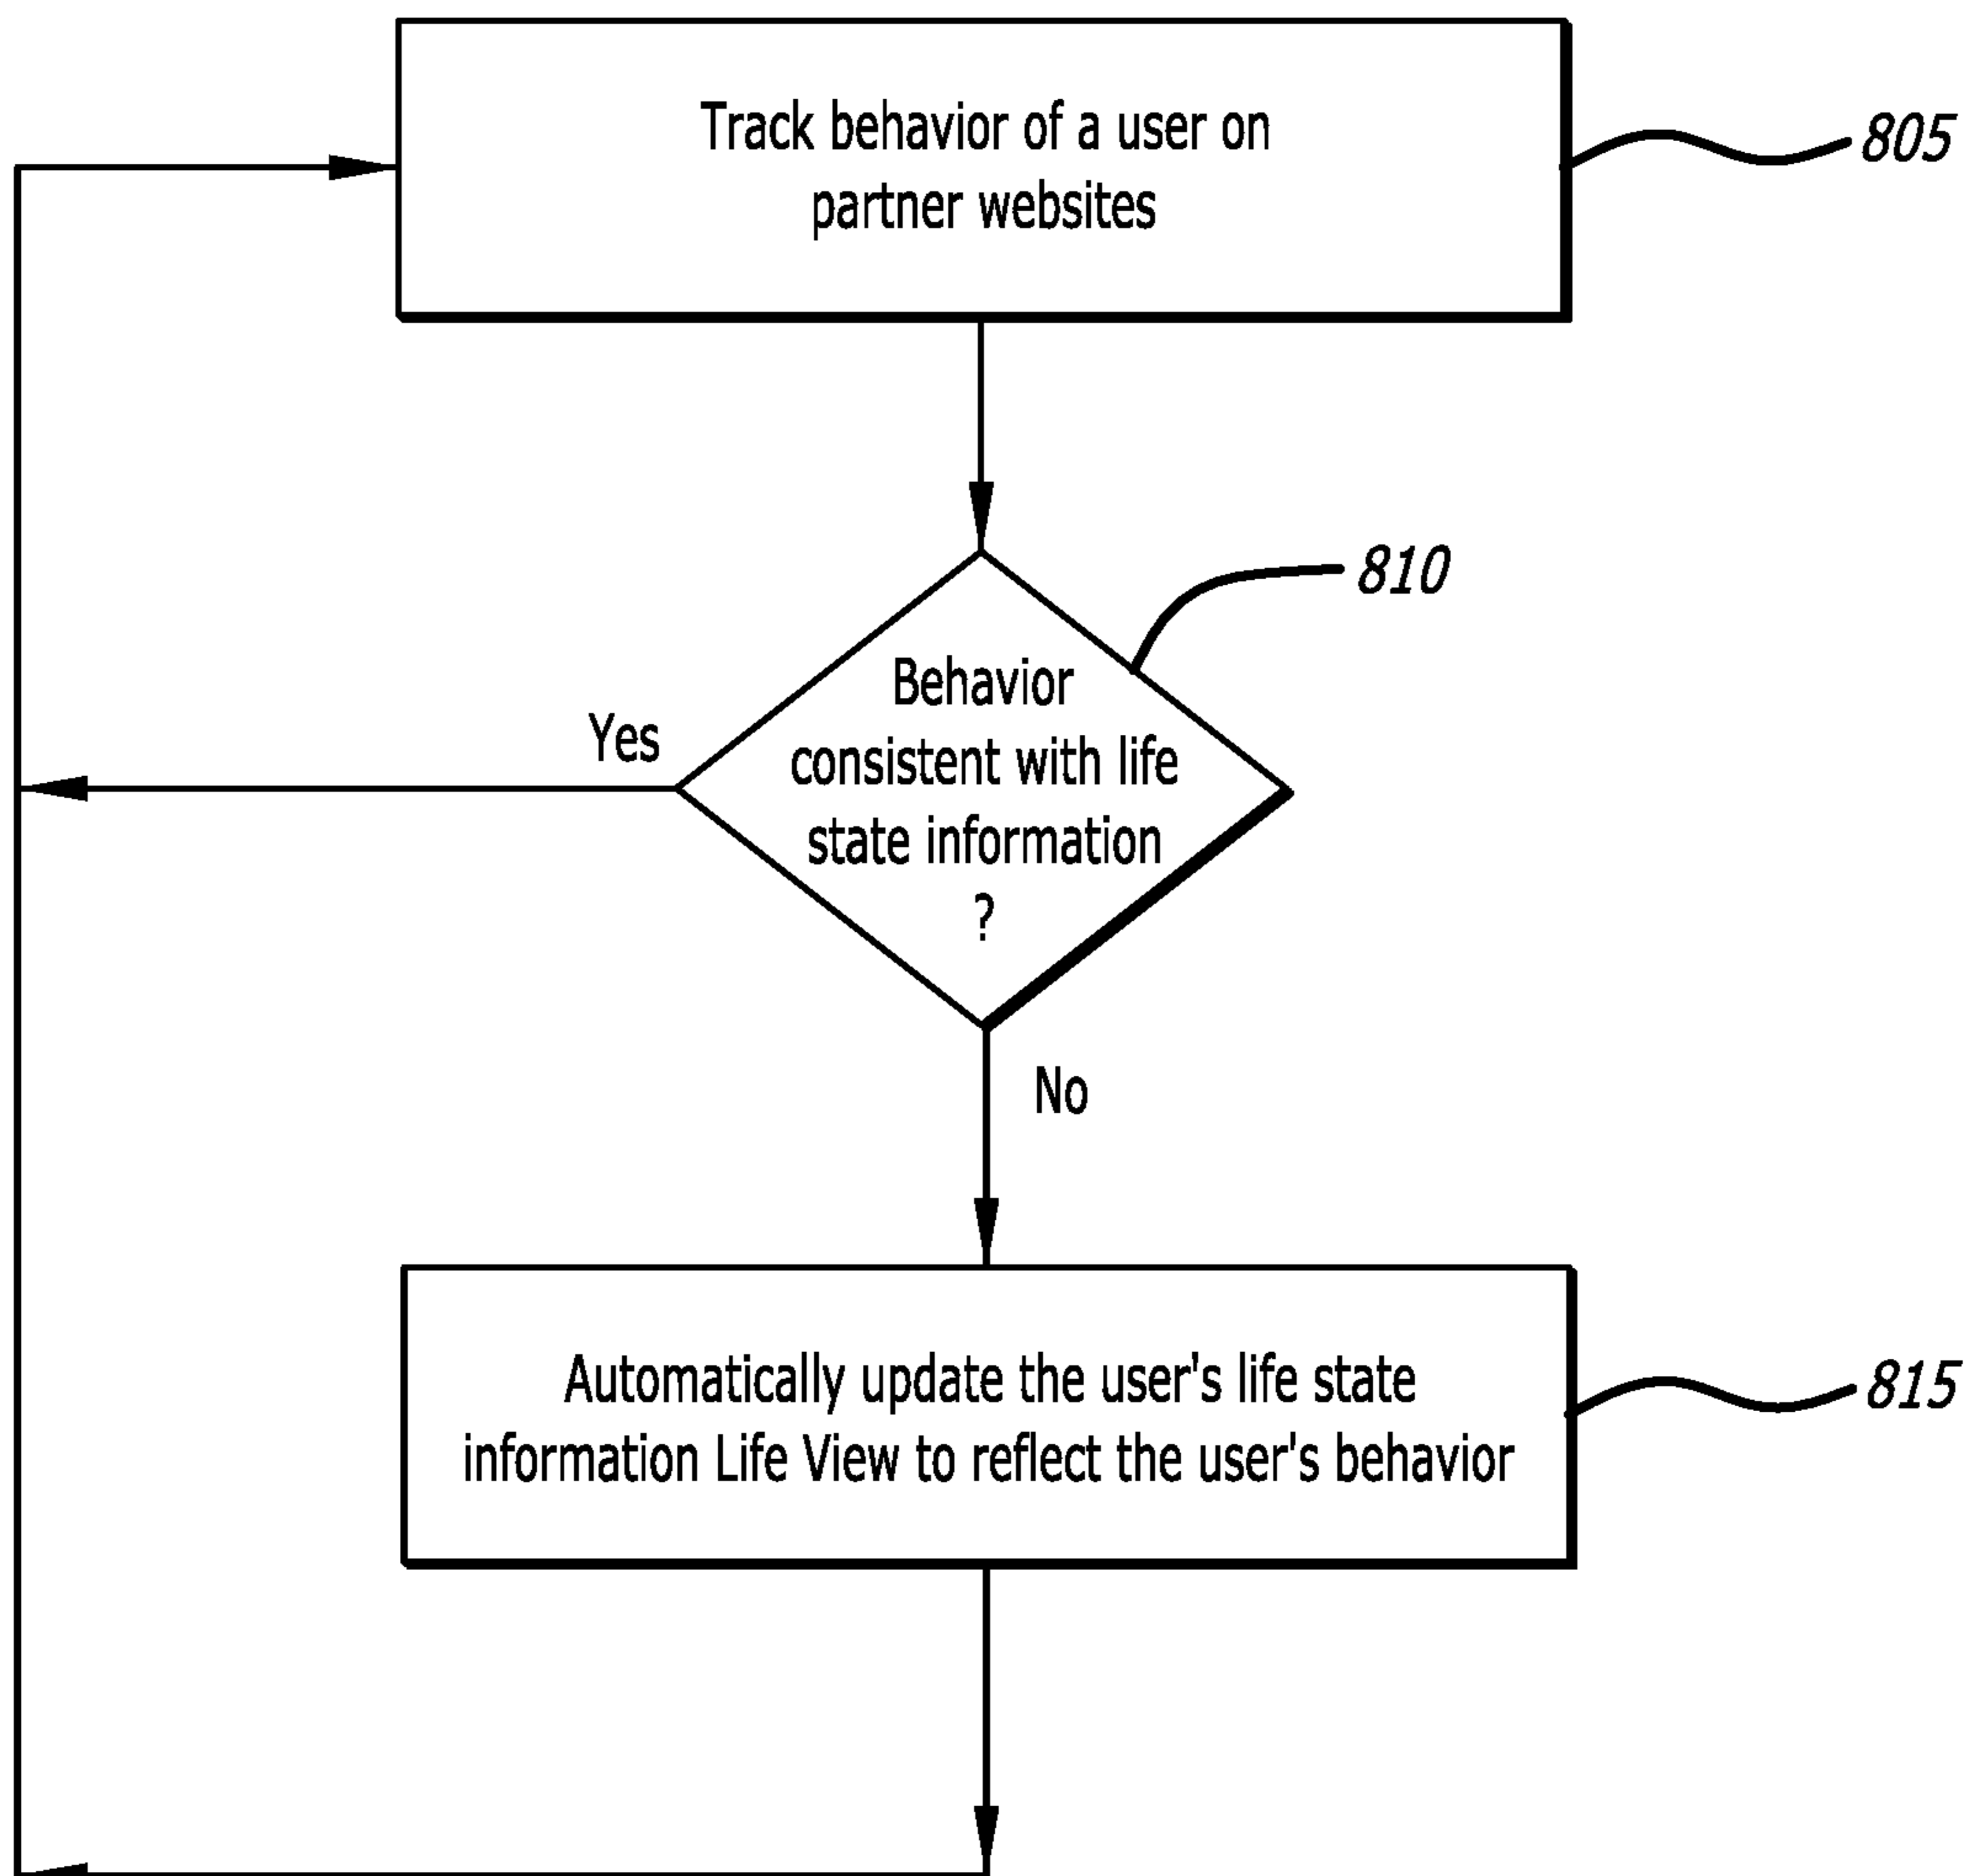 Track behavior of a user on
partner websites
805
810
Behavior
consistent with life
state information
?
Yes
No
Automatically update the user's life state
information Life View to reflect the user's behavior
815